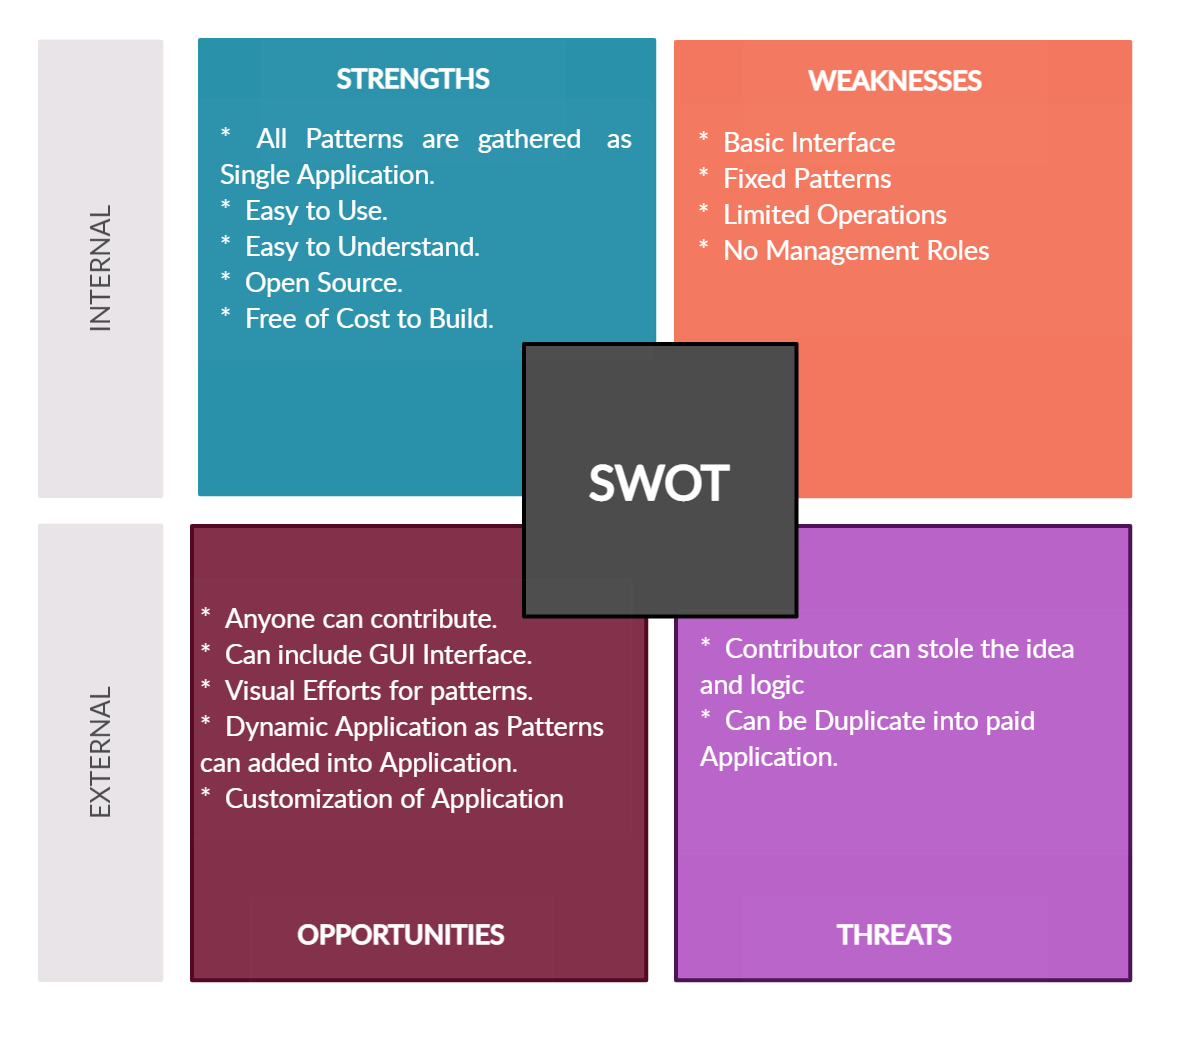 INTERNAL
STRENGTHS
* All Patterns are gathered as
Single Application.
* Easy to Use.
* Easy to Understand.
* Open Source.
* Free of Cost to Build.
WEAKNESSES
* Basic Interface
* Fixed Patterns
* Limited Operations
* No Management Roles
SWOT
EXTERNAL
* Anyone can contribute.
* Can include GUI Interface.
* Visual Efforts for patterns.
* Dynamic Application as Patterns
can added into Application.
* Customization of Application
OPPORTUNITIES
* Contributor can stole the idea
and logic
* Can be Duplicate into paid
Application.
THREATS